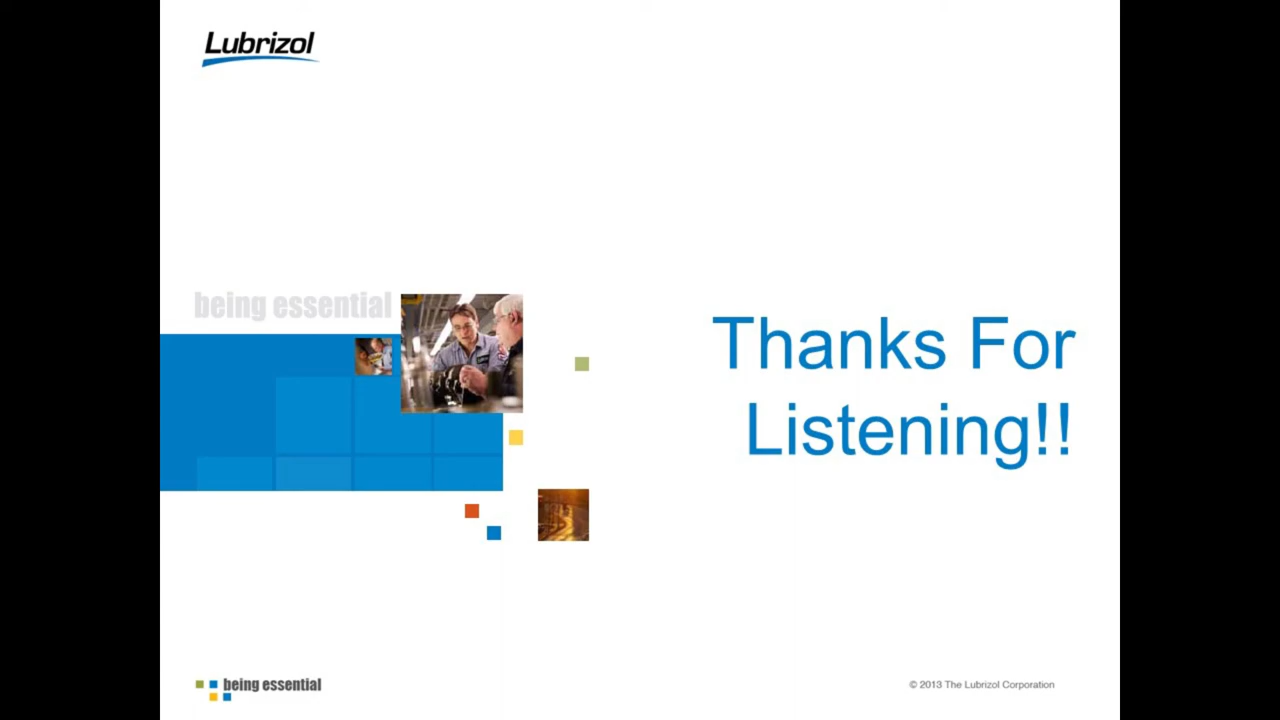 Lubrizol
being essential
Thanks For
Listening!!
being essential
© 2013 The Lubrizol Corporation